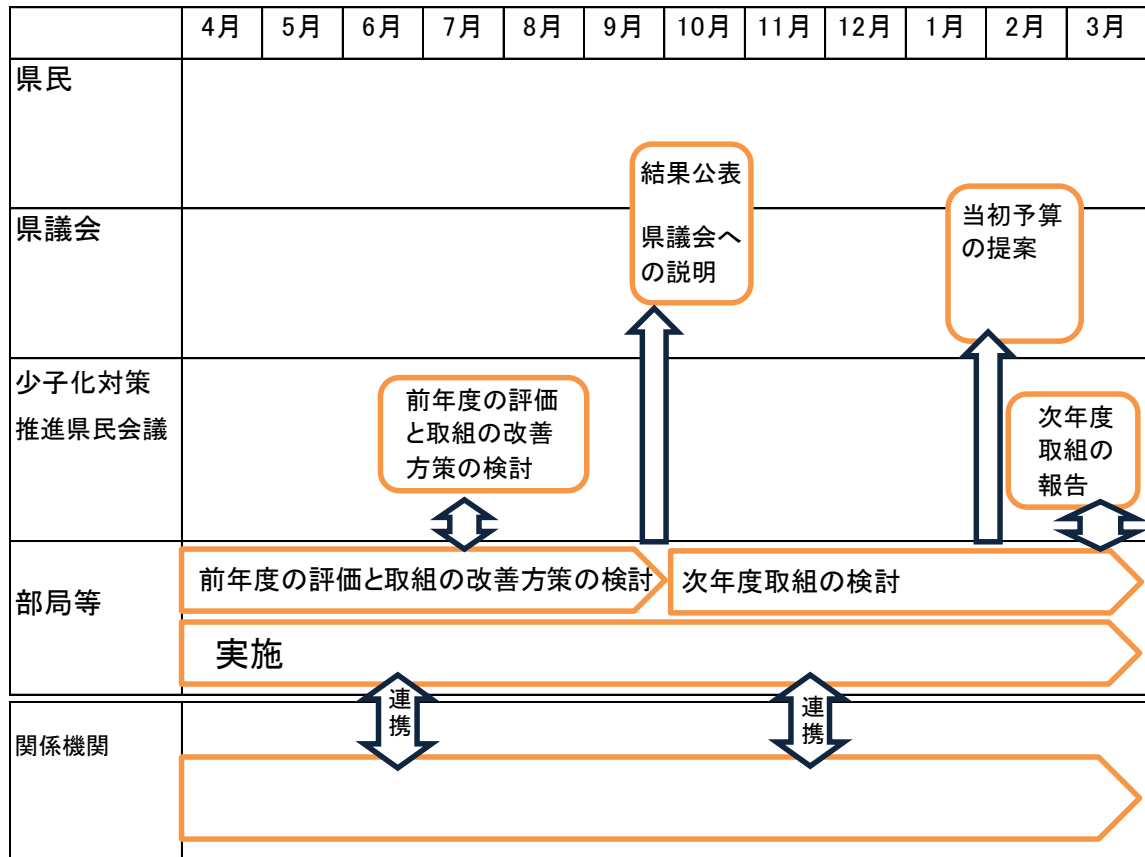 4月 5月 6月 7月 8月 9月 10月 11月 12月 1月 2月 3月
県民
結果公表
県議会へ
の説明
県議会
当初予算
の提案
少子化対策
推進県民会議
前年度の評価
と取組の改善
方策の検討
次年度
取組の
報告
部局等
前年度の評価と取組の改善方策の検討
次年度取組の検討
実施
連携
連携
関係機関